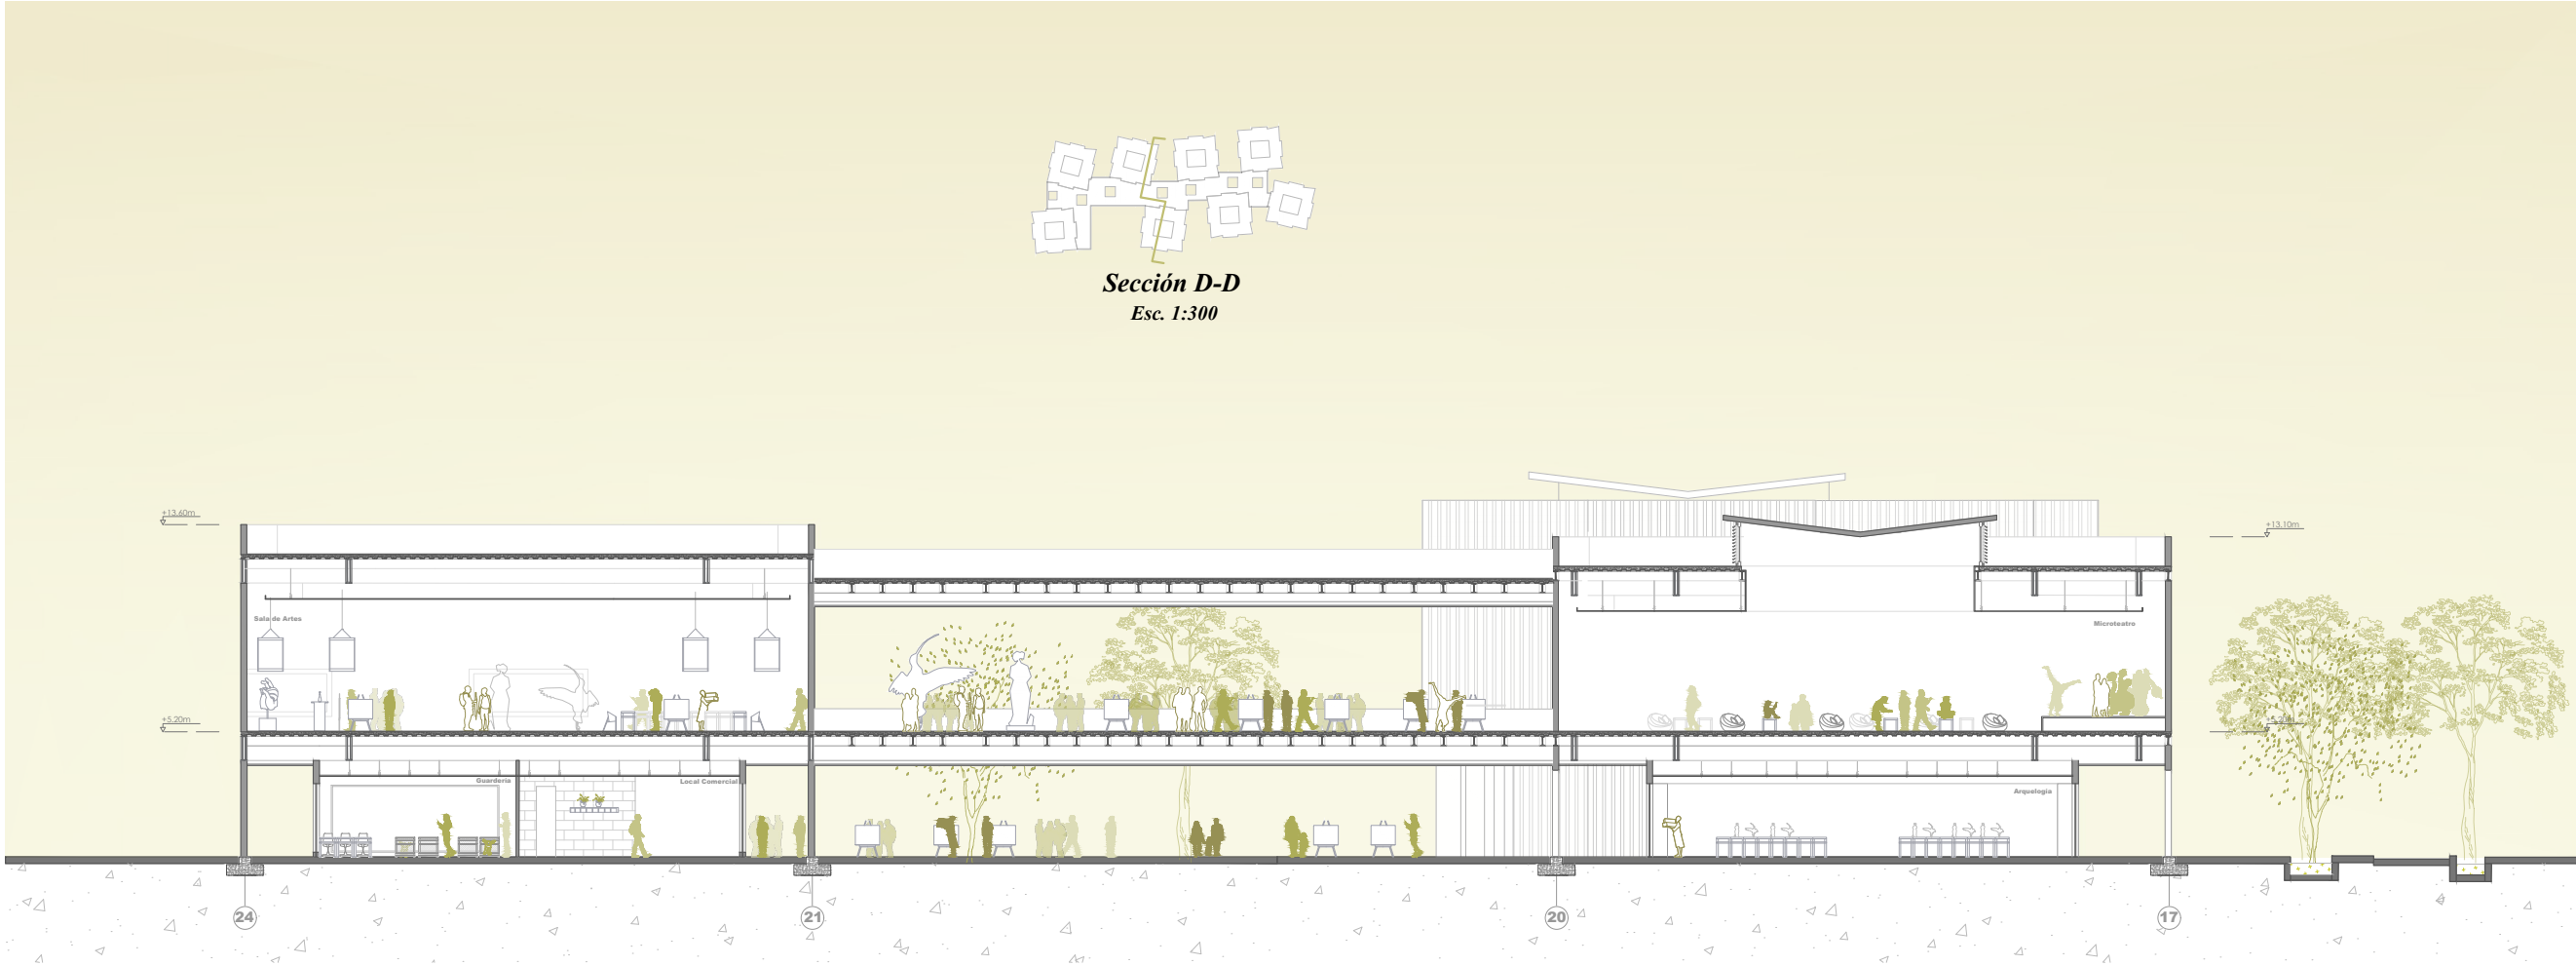 Sección D-D
Esc. 1:300
+13.60m
+13.10m
Sala de Artes
Microteatro
+5.20m
Guardería
Local Comercial
Arqueología
24
21
20
17